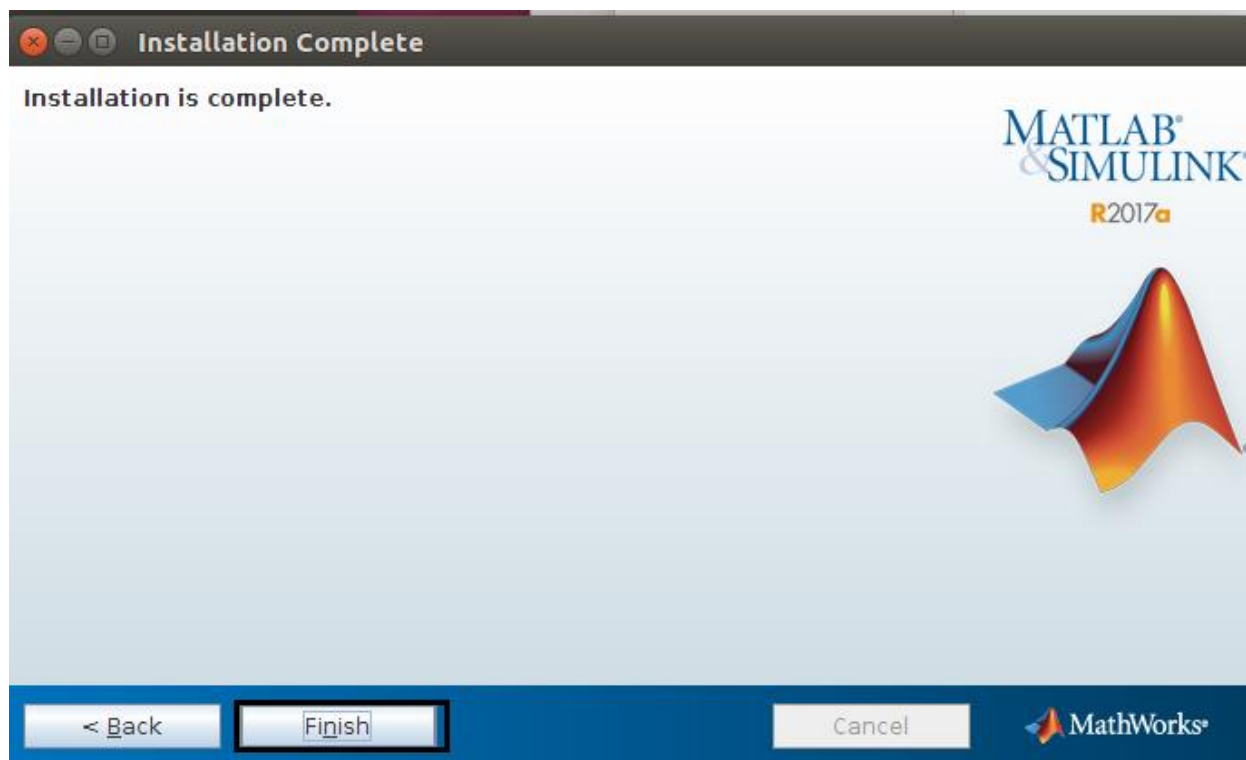 Installation Complete
Installation is complete.
MATLAB®
&SIMULINK®
R2017a
< Back
Finish
Cancel
MathWorks®